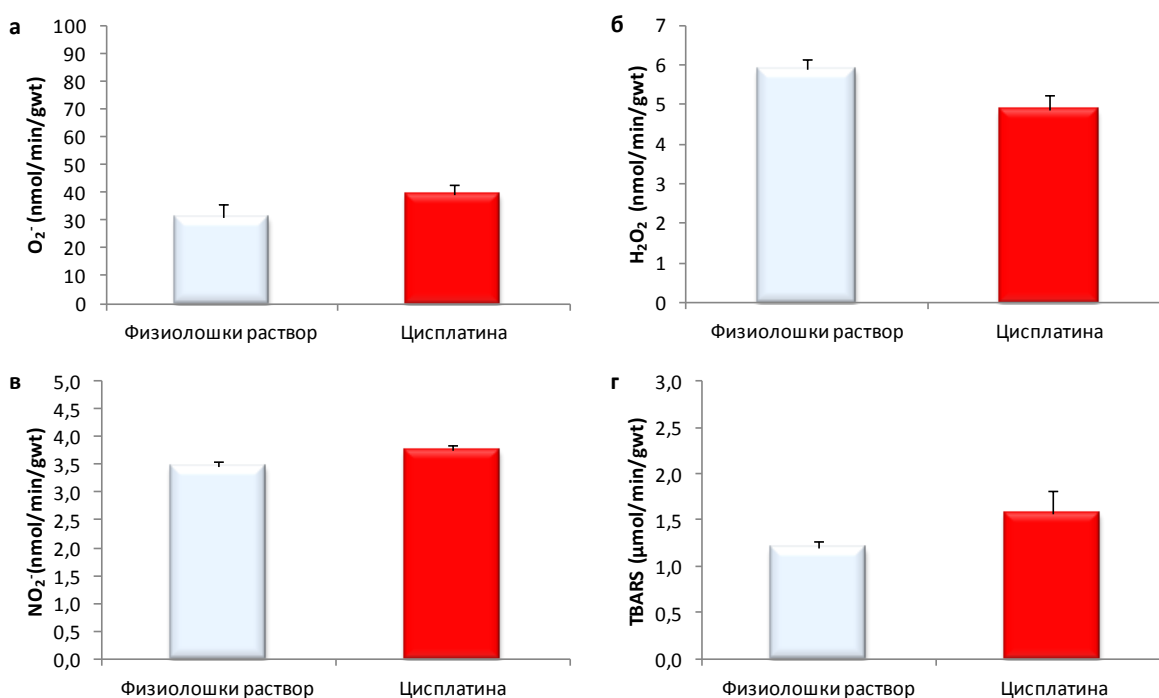 а
O₂⁻ (nmol/min/gwt)
100
90
80
70
60
50
40
30
20
10
0
Физиолошки раствор
Цисплатина
б
H₂O₂ (nmol/min/gwt)
7
6
5
4
3
2
1
0
Физиолошки раствор
Цисплатина
в
NO₂⁻(nmol/min/gwt)
5,0
4,5
4,0
3,5
3,0
2,5
2,0
1,5
1,0
0,5
0,0
Физиолошки раствор
Цисплатина
г
TBARS (µmol/min/gwt)
3,0
2,5
2,0
1,5
1,0
0,5
0,0
Физиолошки раствор
Цисплатина